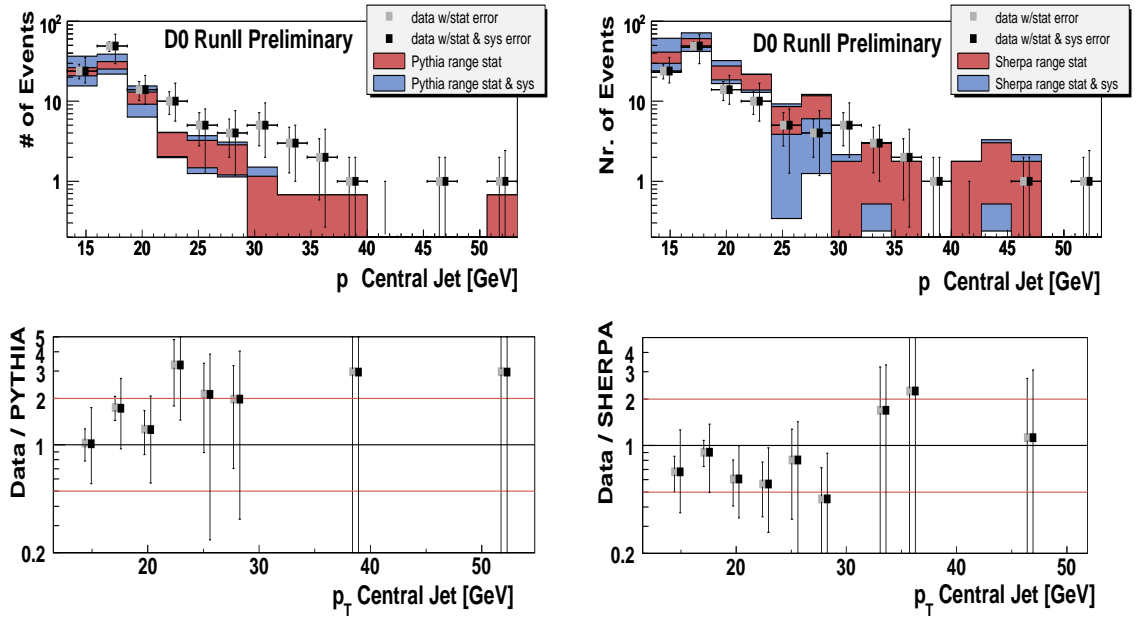 D0 RunII Preliminary
data w/stat error
data w/stat & sys error
Pythia range stat
Pythia range stat & sys
# of Events
10²
10
1
15 20 25 30 35 40 45 50
p Central Jet [GeV]
D0 RunII Preliminary
data w/stat error
data w/stat & sys error
Sherpa range stat
Sherpa range stat & sys
Nr. of Events
10²
10
1
15 20 25 30 35 40 45 50
p Central Jet [GeV]
Data / PYTHIA
5
4
3
2
1
0.2
20 30 40 50
p_T Central Jet [GeV]
Data / SHERPA
4
3
2
1
0.2
20 30 40 50
p_T Central Jet [GeV]